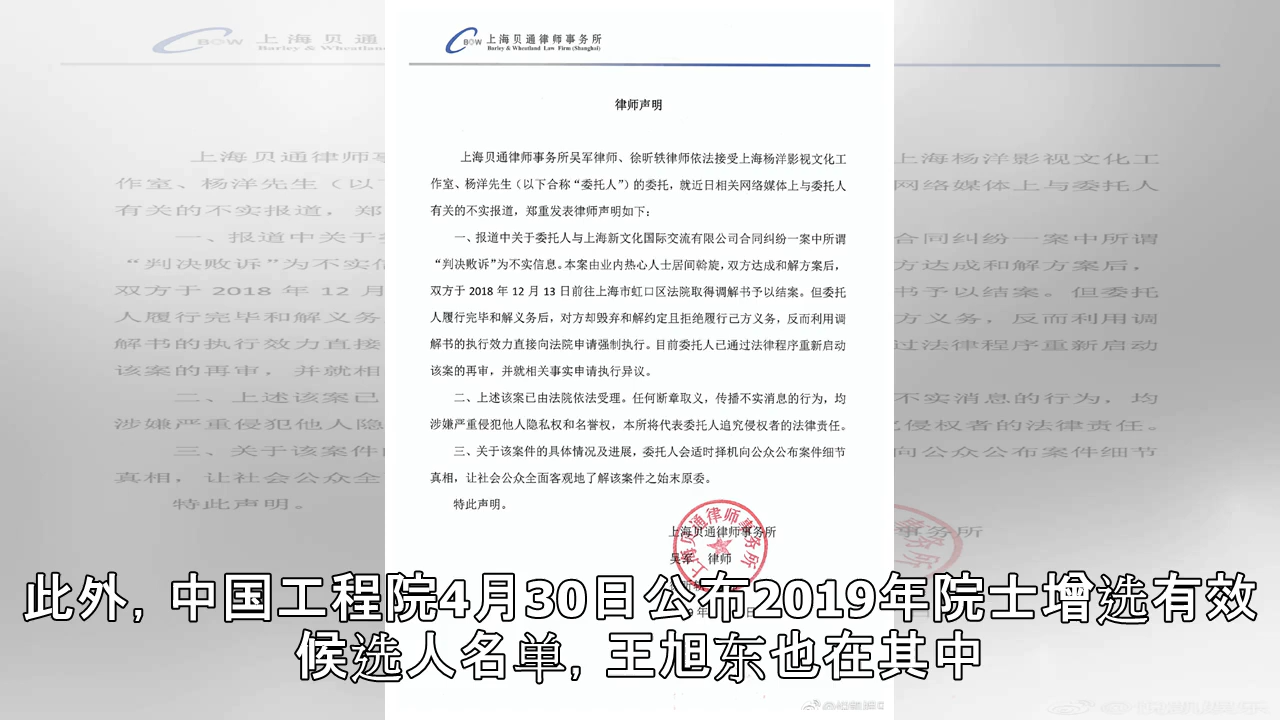 BOW 上海贝通律师事务所
Barley & Wheatland Law Firm (Shanghai)
律师声明
上海贝通律师事务所吴军律师、徐昕轶律师依法接受上海杨洋影视文化工
作室、杨洋先生（以下合称“委托人”）的委托，就近日相关网络媒体上与委托人
有关的不实报道，郑重发表律师声明如下：
一、报道中关于委托人与上海新文化国际交流有限公司合同纠纷一案中所谓
“判决败诉”为不实信息。本案由业内热心人士居间斡旋，双方达成和解方案后，
双方于 2018 年 12 月 13 日前往上海市虹口区法院取得调解书予以结案。但委托
人履行完毕和解义务后，对方却毁弃和解约定且拒绝履行己方义务，反而利用调
解书的执行效力直接向法院申请强制执行。目前委托人已通过法律程序重新启动
该案的再审，并就相关事实申请执行异议。
二、上述该案已由法院依法受理。任何断章取义，传播不实消息的行为，均
涉嫌严重侵犯他人隐私权和名誉权，本所将代表委托人追究侵权者的法律责任。
三、关于该案件的具体情况及进展，委托人会适时择机向公众公布案件细节
真相，让社会公众全面客观地了解该案件之始末原委。
特此声明。
上海贝通律师事务所
吴军 律师
此外, 中国工程院4月30日公布2019年院士增选有效
候选人名单, 王旭东也在其中